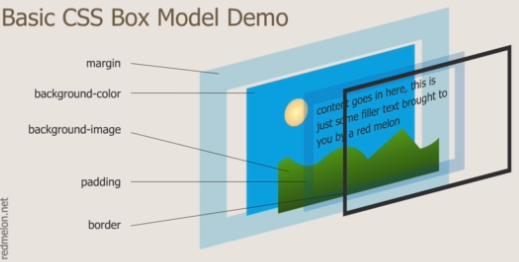 Basic CSS Box Model Demo
margin
background-color
background-image
padding
border
content goes in here, this is
just some filler text brought to
you by a red melon
redmelon.net